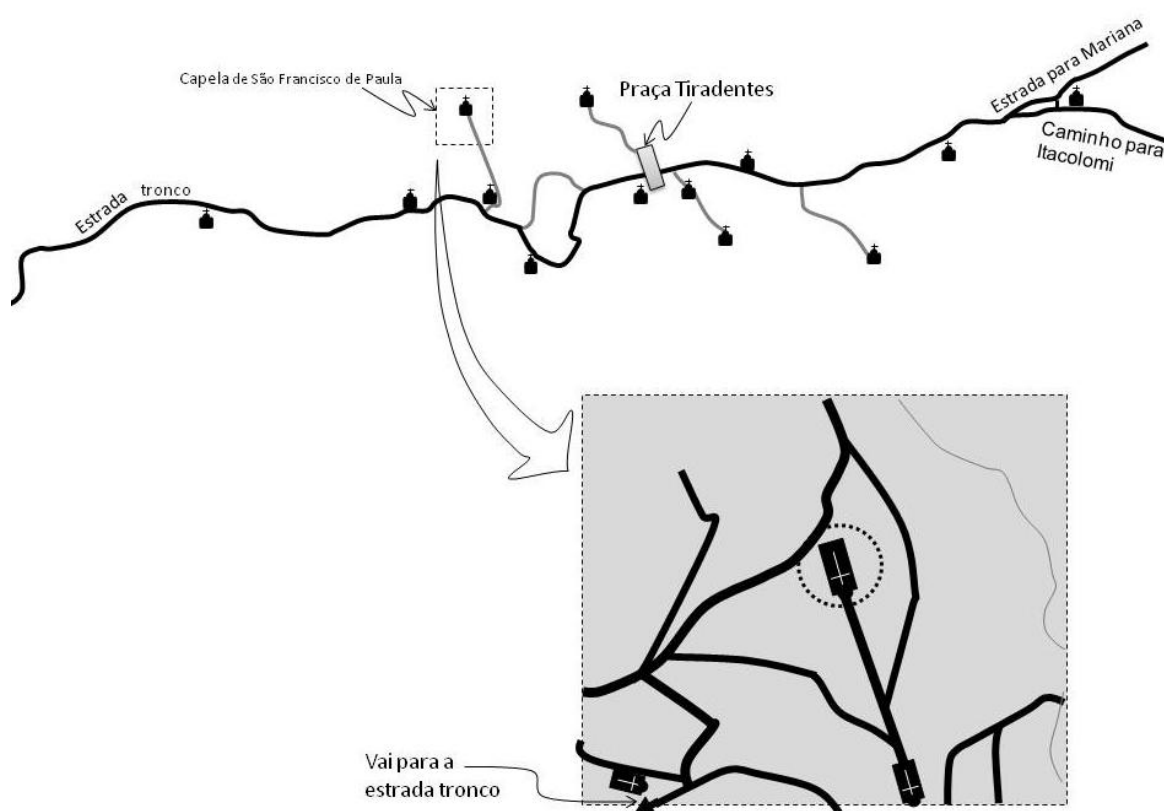 Estrada para Mariana
Capela de São Francisco de Paula
Praça Tiradentes
Caminho para
Itacolomi
Estrada tronco
Vai para a
estrada tronco